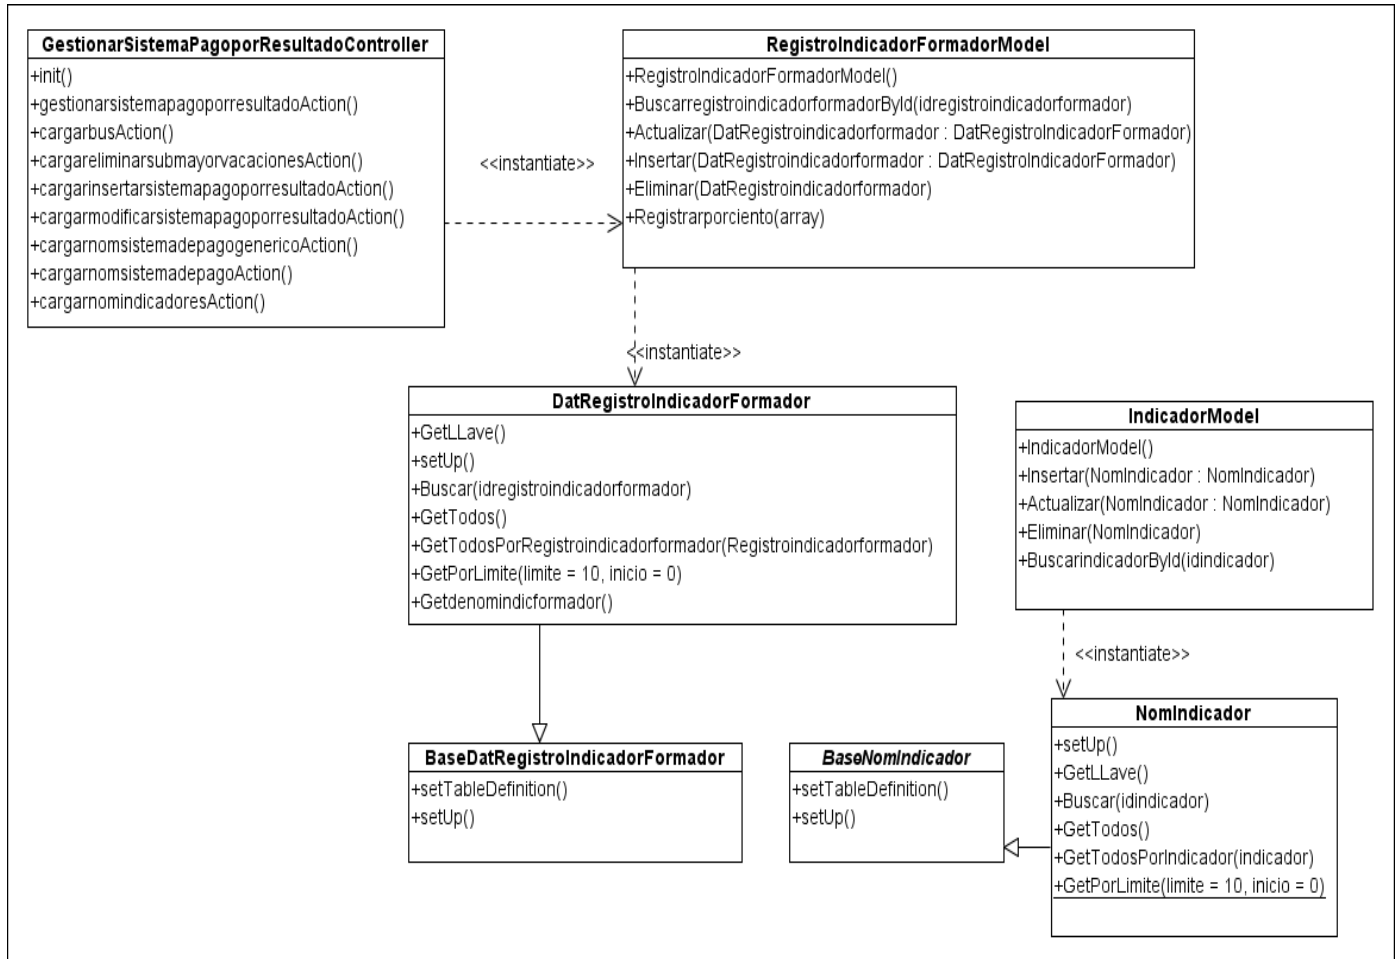 GestionarSistemaPagoporResultadoController
+init()
+gestionarsistemapagoporresultadoAction()
+cargarbusAction()
+cargareliminarsubmayorvacacionesAction()
+cargarinsertarsistemapagoporresultadoAction()
+cargarmodificarsistemapagoporresultadoAction()
+cargarnomsistemadepagogenericoAction()
+cargarnomsistemadepagoAction()
+cargarnomindicadoresAction()
<<instantiate>>
RegistroIndicadorFormadorModel
+RegistroIndicadorFormadorModel()
+BuscarregistroindicadorformadorById(idregistroindicadorformador)
+Actualizar(DatRegistroindicadorformador : DatRegistroIndicadorFormador)
+Insertar(DatRegistroindicadorformador : DatRegistroIndicadorFormador)
+Eliminar(DatRegistroindicadorformador)
+Registrarporciento(array)
<<instantiate>>
DatRegistroIndicadorFormador
+GetLLave()
+setUp()
+Buscar(idregistroindicadorformador)
+GetTodos()
+GetTodosPorRegistroindicadorformador(Registroindicadorformador)
+GetPorLimite(limite = 10, inicio = 0)
+Getdenomindicformador()
IndicadorModel
+IndicadorModel()
+Insertar(NomIndicador : NomIndicador)
+Actualizar(NomIndicador : NomIndicador)
+Eliminar(NomIndicador)
+BuscarindicadorById(idindicador)
<<instantiate>>
BaseDatRegistroIndicadorFormador
+setTableDefinition()
+setUp()
BaseNomIndicador
+setTableDefinition()
+setUp()
NomIndicador
+setUp()
+GetLLave()
+Buscar(idindicador)
+GetTodos()
+GetTodosPorIndicador(indicador)
+GetPorLimite(limite = 10, inicio = 0)